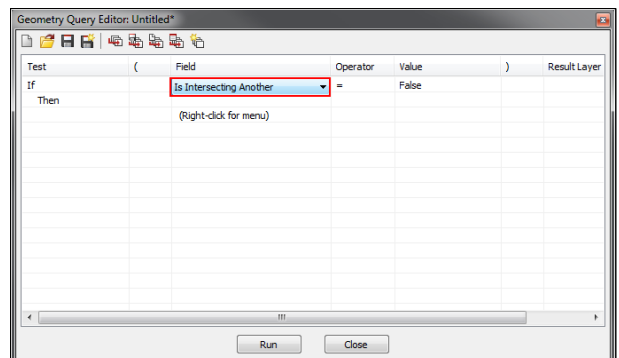 Geometry Query Editor: Untitled*
Test ( Field Operator Value ) Result Layer
If Is Intersecting Another = False
Then
(Right-click for menu)
Run Close